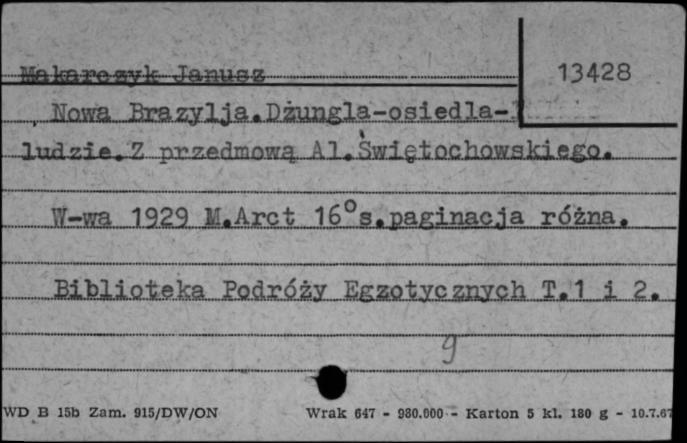 Makarczyk Janusz
13428
Nowa Brazylja.Dżungla-osiedla-
ludzie.Z przedmową Al.Świętochowskiego.
W-wa 1929 M.Arct 16°s.paginacja różna.
Biblioteka Podróży Egzotycznych T.1 i 2.
9
WD B 15b Zam. 915/DW/ON Wrak 647 - 980.000 - Karton 5 kl. 180 g - 10.7.67